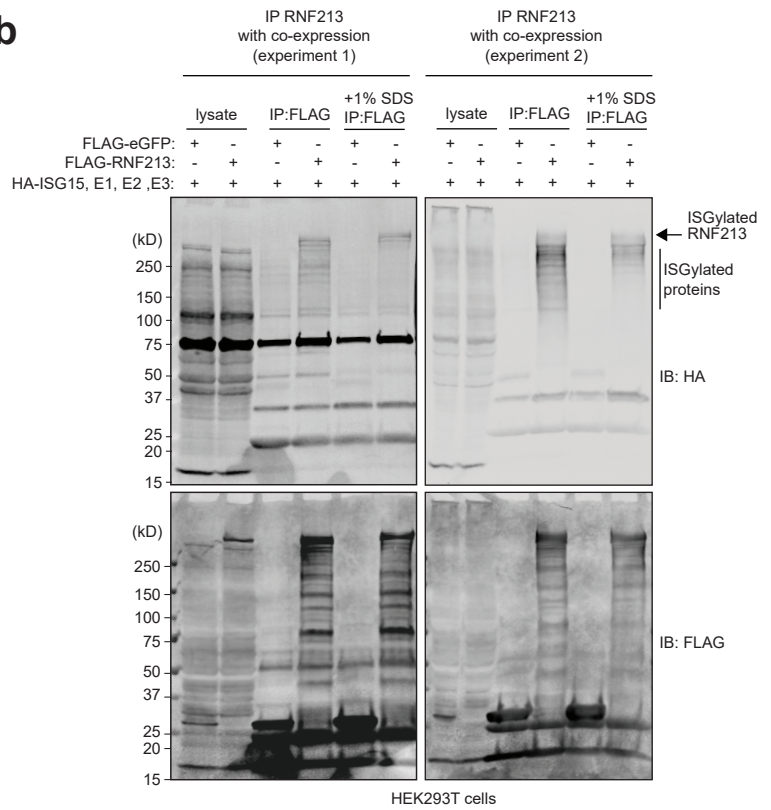 b
IP RNF213
with co-expression
(experiment 1)
IP RNF213
with co-expression
(experiment 2)
lysate
IP:FLAG
+1% SDS
IP:FLAG
lysate
IP:FLAG
+1% SDS
IP:FLAG
FLAG-eGFP: + - + - + - + - + - + -
FLAG-RNF213: - + - + - + - + - + - +
HA-ISG15, E1, E2 ,E3: + + + + + + + + + + + +
(kD)
250
150
100
75
50
37
25
20
15
ISGylated
RNF213
ISGylated
proteins
IB: HA
(kD)
250
150
100
75
50
37
25
20
15
IB: FLAG
HEK293T cells